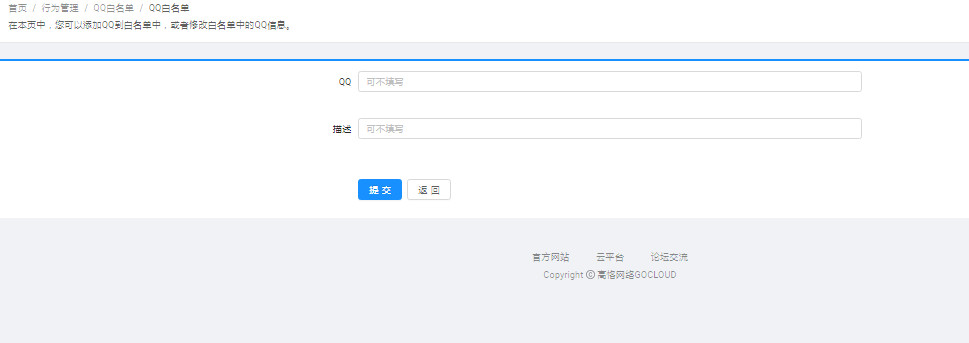 首页 / 行为管理 / QQ白名单 / QQ白名单
在本页中，您可以添加QQ到白名单中，或者修改白名单中的QQ信息。
QQ 可不填写
描述 可不填写
提 交 返 回
官方网站 云平台 论坛交流
Copyright © 高恪网络GOCLOUD